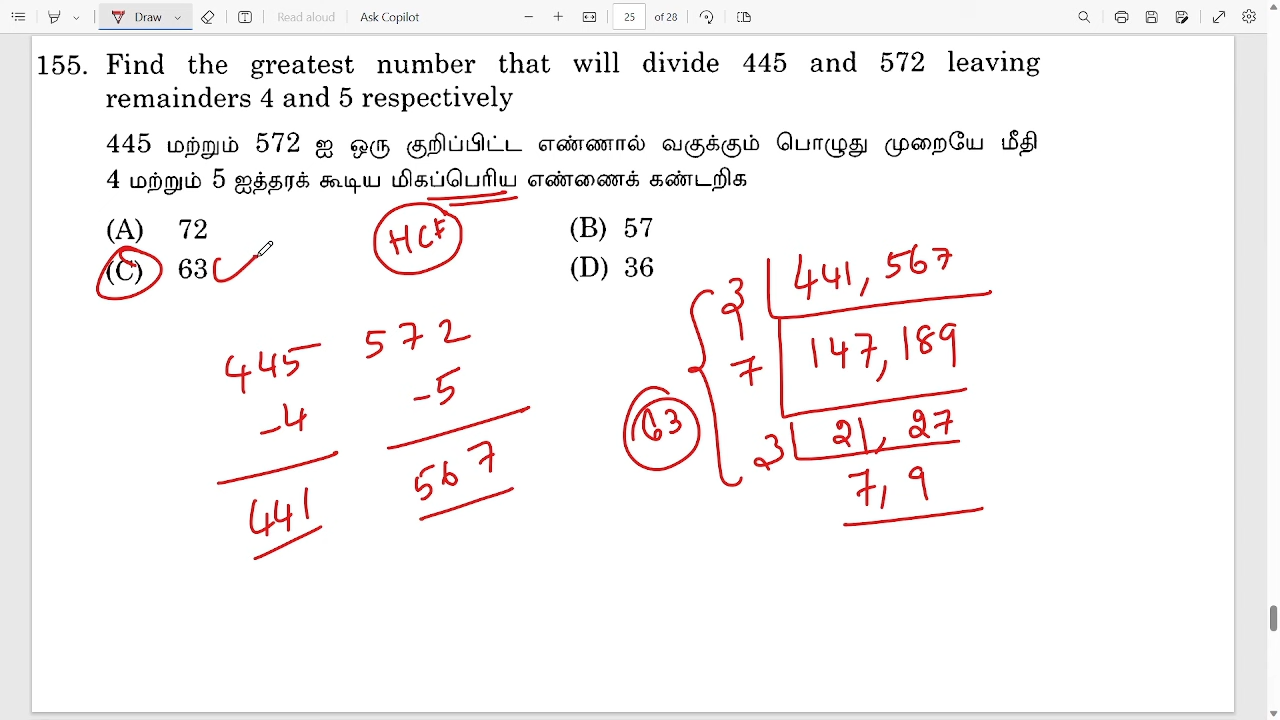 Draw
Read aloud
Ask Copilot
25 of 28
155. Find the greatest number that will divide 445 and 572 leaving
remainders 4 and 5 respectively
445 மற்றும் 572 ஐ ஒரு குறிப்பிட்ட எண்ணால் வகுக்கும் பொழுது முறையே மீதி
4 மற்றும் 5 ஐத்தரக் கூடிய மிகப்பெரிய எண்ணைக் கண்டறிக
(A) 72
(B) 57
(C) 63
(D) 36
HCF
445 572
-4 -5
441 567
3 441, 567
7 147, 189
3 21, 27
7, 9
63